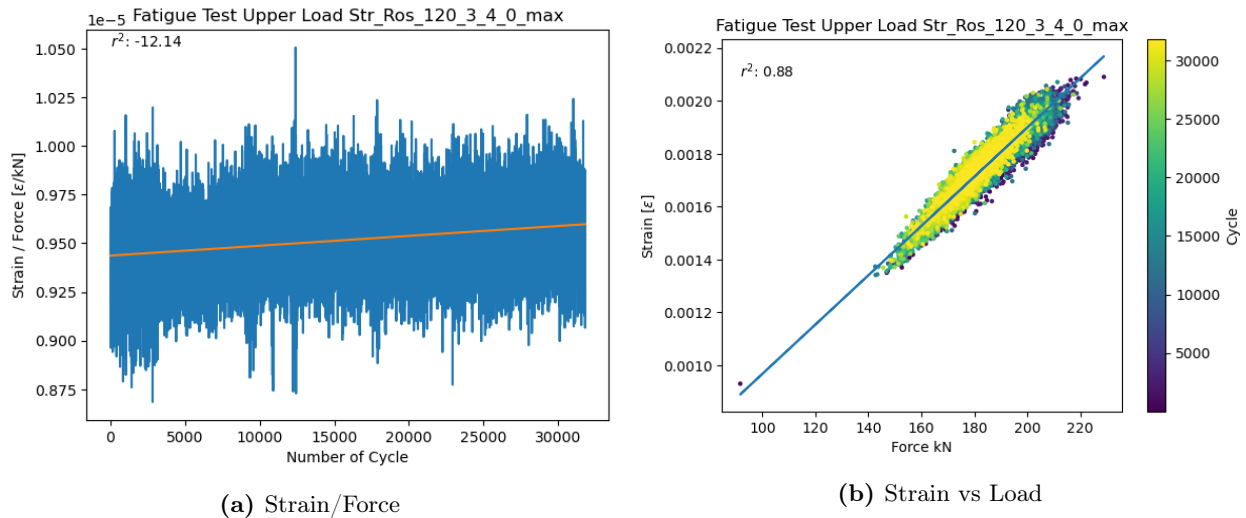 Fatigue Test Upper Load Str_Ros_120_3_4_0_max
1e−5
r²: -12.14
1.050
1.025
1.000
0.975
0.950
0.925
0.900
0.875
Strain / Force [ε/kN]
0
5000
10000
15000
20000
25000
30000
Number of Cycle
(a) Strain/Force
Fatigue Test Upper Load Str_Ros_120_3_4_0_max
r²: 0.88
0.0022
0.0020
0.0018
0.0016
0.0014
0.0012
0.0010
Strain [ε]
100
120
140
160
180
200
220
Force kN
30000
25000
20000
15000
10000
5000
Cycle
(b) Strain vs Load